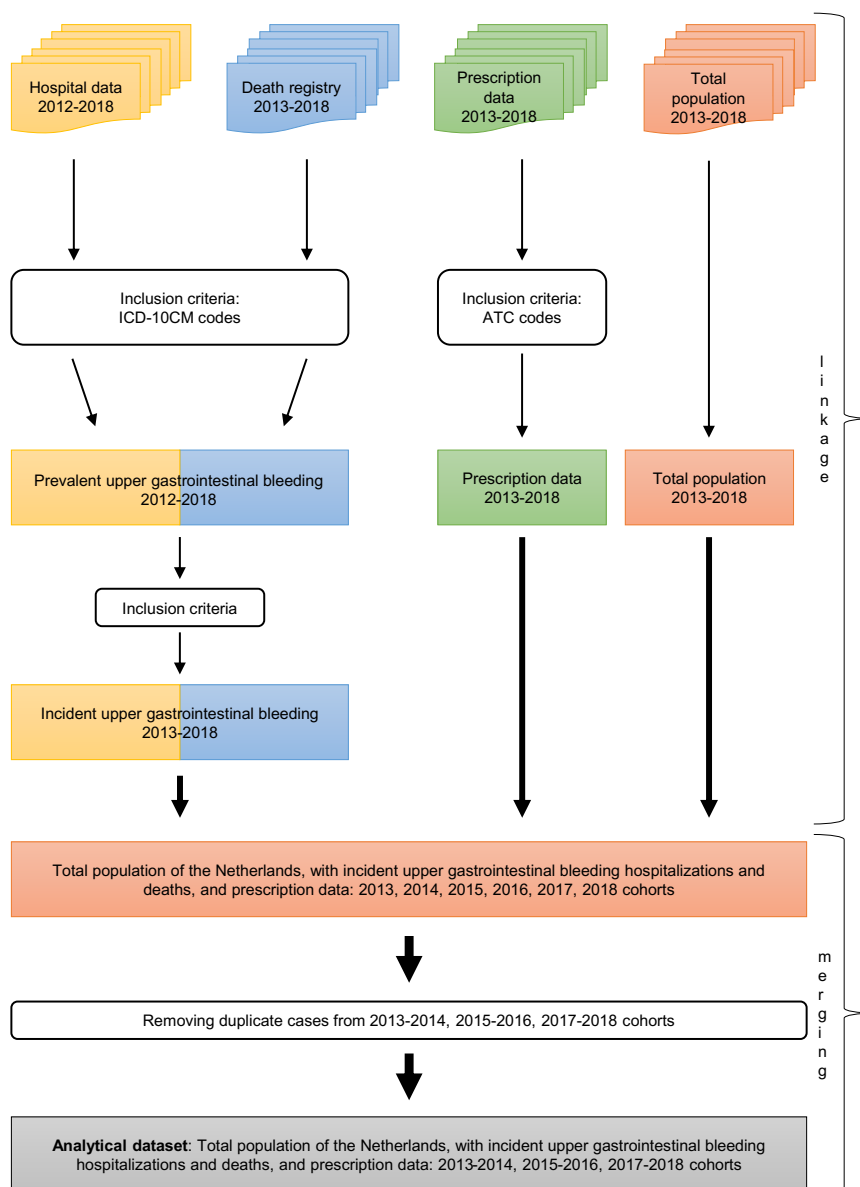 Hospital data
2012-2018
Death registry
2013-2018
Prescription
data
2013-2018
Total
population
2013-2018
Inclusion criteria:
ICD-10CM codes
Inclusion criteria:
ATC codes
linkage
Prevalent upper gastrointestinal bleeding
2012-2018
Prescription data
2013-2018
Total population
2013-2018
Inclusion criteria
Incident upper gastrointestinal bleeding
2013-2018
Total population of the Netherlands, with incident upper gastrointestinal bleeding hospitalizations and
deaths, and prescription data: 2013, 2014, 2015, 2016, 2017, 2018 cohorts
merging
Removing duplicate cases from 2013-2014, 2015-2016, 2017-2018 cohorts
Analytical dataset: Total population of the Netherlands, with incident upper gastrointestinal bleeding
hospitalizations and deaths, and prescription data: 2013-2014, 2015-2016, 2017-2018 cohorts